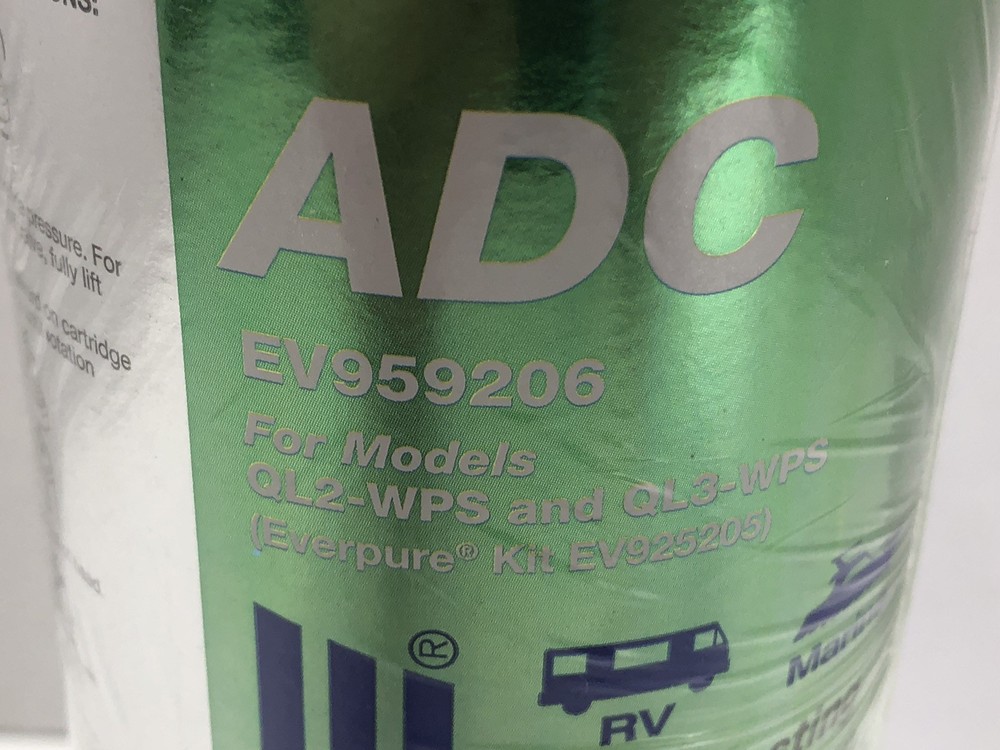 NS:
pressure. For
fully lift
on cartridge
rotation
ADC
EV959206
For Models
QL2-WPS and QL3-WPS
(Everpure® Kit EV925205)
®
RV